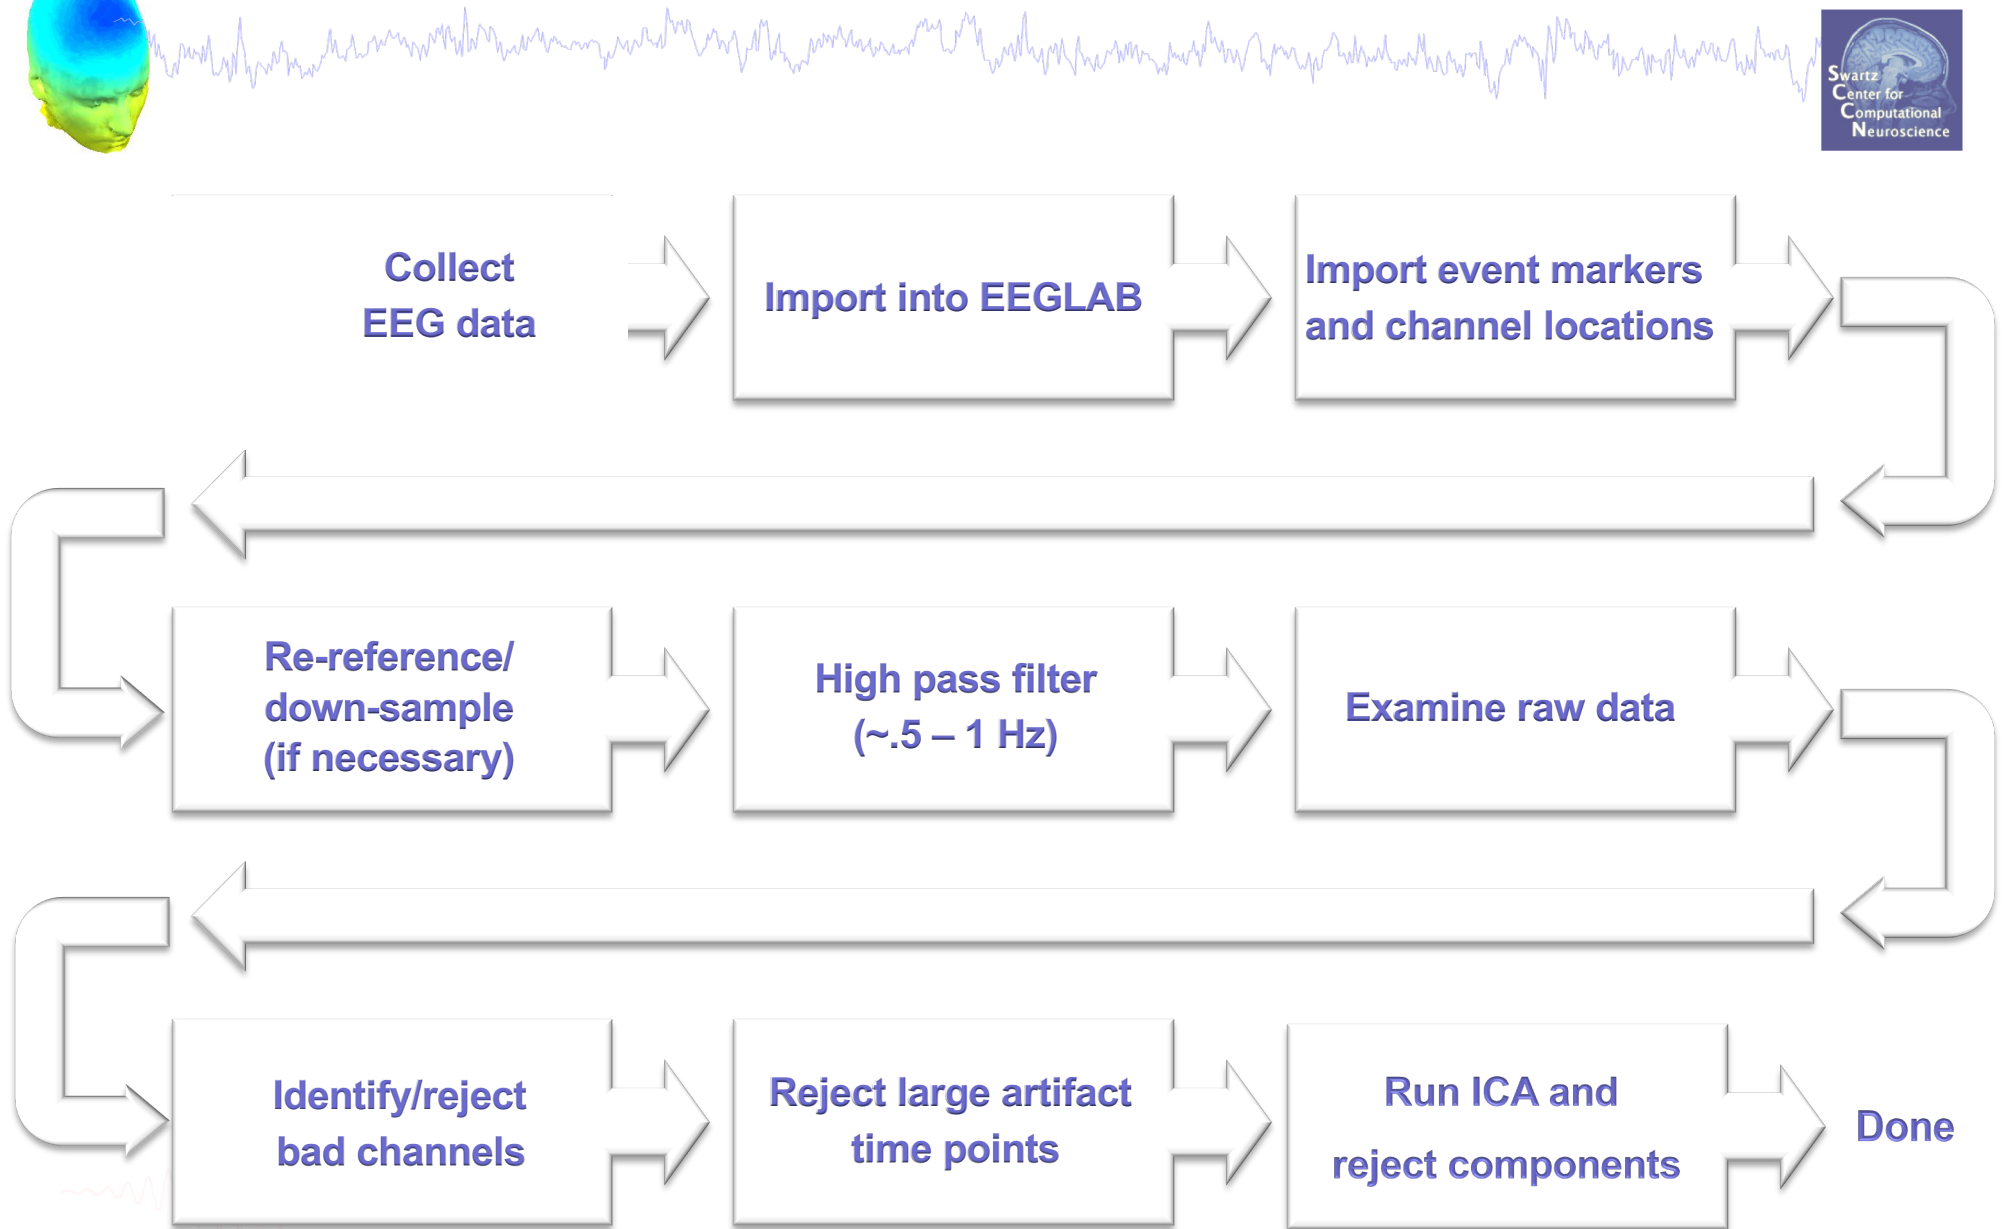 Swartz
Center for
Computational
Neuroscience
Collect
EEG data
Import into EEGLAB
Import event markers
and channel locations
Re-reference/
down-sample
(if necessary)
High pass filter
(~.5 – 1 Hz)
Examine raw data
Identify/reject
bad channels
Reject large artifact
time points
Run ICA and
reject components
Done